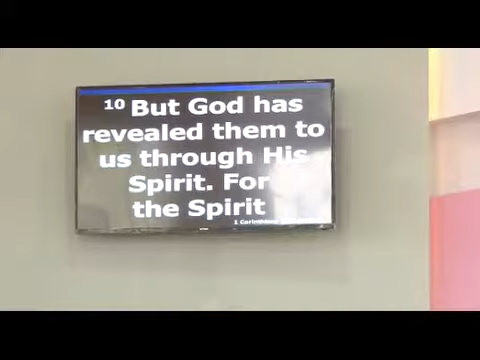 10 But God has
revealed them to
us through His
Spirit. For
the Spirit
1 Corinthians